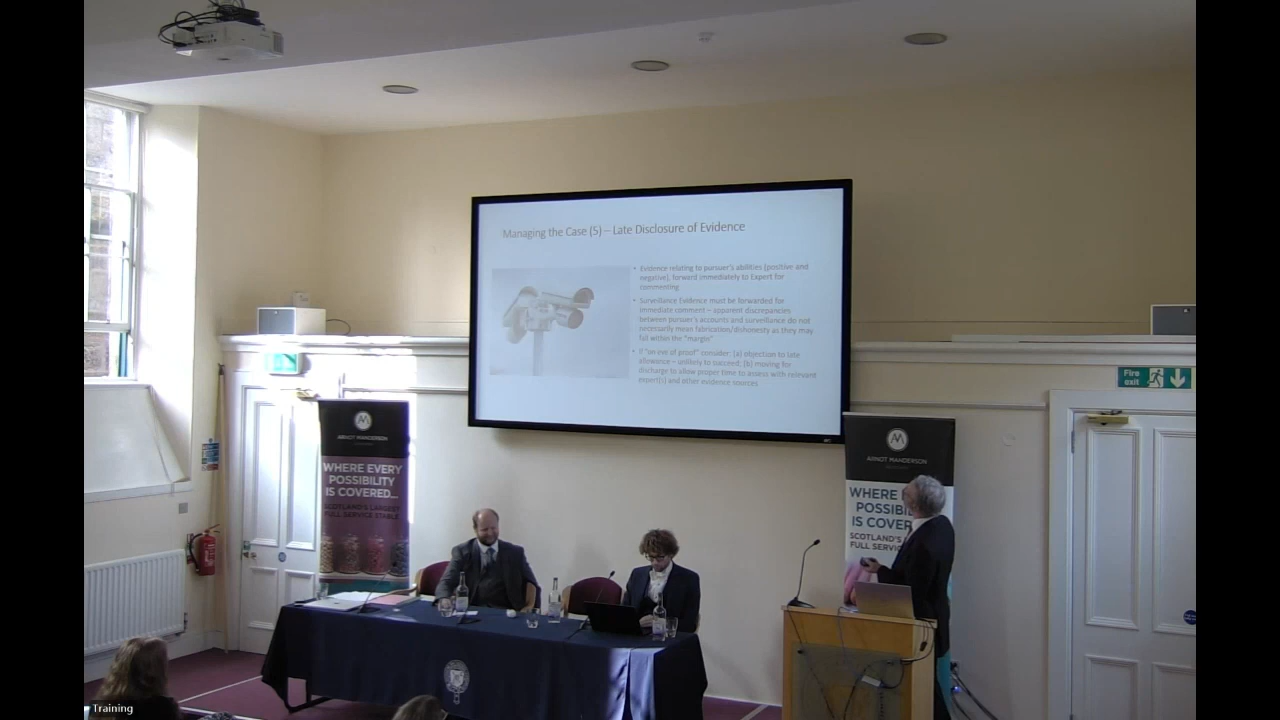 Managing the Case (5) – Late Disclosure of Evidence
• Evidence relating to pursuer's abilities (positive and
negative), forward immediately to Expert for
commenting
• Surveillance Evidence must be forwarded for
immediate comment – apparent discrepancies
between pursuer's accounts and surveillance do not
necessarily mean fabrication/dishonesty as they may
fall within the "margin"
• If "on eve of proof" consider: (a) objection to late
allowance – unlikely to succeed; (b) moving for
discharge to allow proper time to assess with relevant
expert(s) and other evidence sources
Fire
exit
ARNOT MANDERSON
WHERE EVERY
POSSIBILITY
IS COVERED...
SCOTLAND'S LARGEST
FULL SERVICE STABLE
ARNOT MANDERSON
WHERE
POSSIBI
IS COVER
SCOTLAND'S
FULL SERVIC
Training